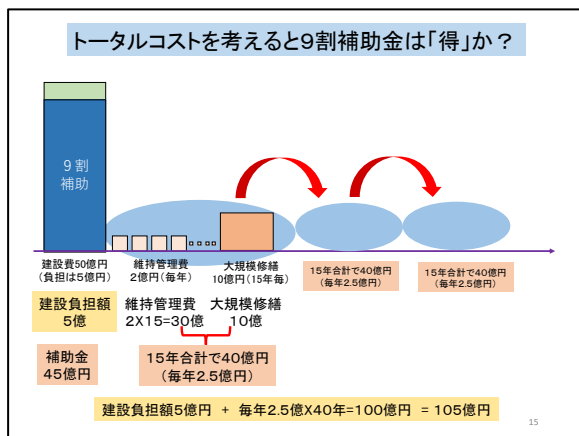 トータルコストを考えると9割補助金は「得」か?
9割
補助
建設費50億円
(負担は5億円)
維持管理費
2億円(毎年)
大規模修繕
10億円(15年毎)
15年合計で40億円
(毎年2.5億円)
15年合計で40億円
(毎年2.5億円)
建設負担額
5億
維持管理費
2X15=30億
大規模修繕
10億
補助金
45億円
15年合計で40億円
(毎年2.5億円)
建設負担額5億円 + 毎年2.5億X40年=100億円 = 105億円
15